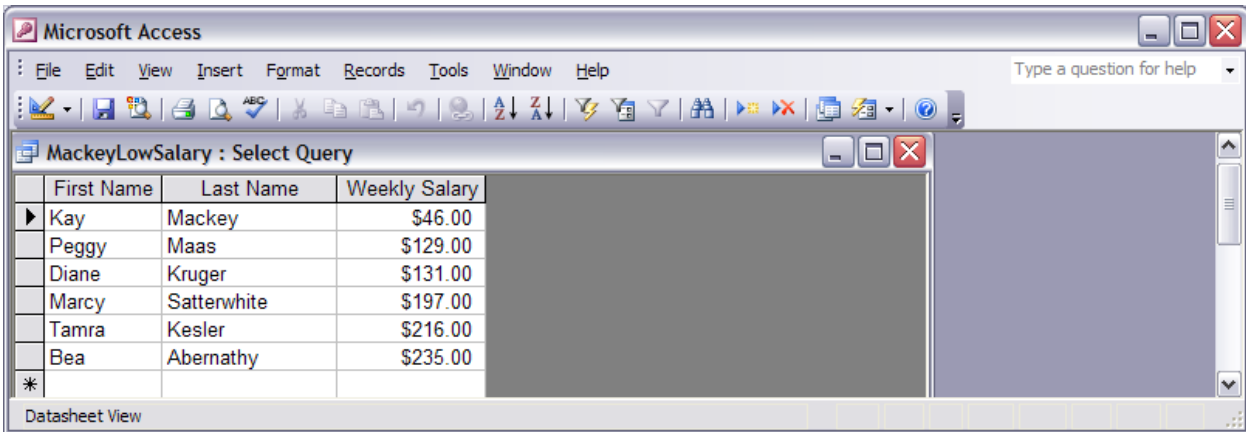 Microsoft Access
File Edit View Insert Format Records Tools Window Help Type a question for help
ABC A Z Z A
MackeyLowSalary : Select Query
First Name Last Name Weekly Salary
Kay Mackey $46.00
Peggy Maas $129.00
Diane Kruger $131.00
Marcy Satterwhite $197.00
Tamra Kesler $216.00
Bea Abernathy $235.00
Datasheet View